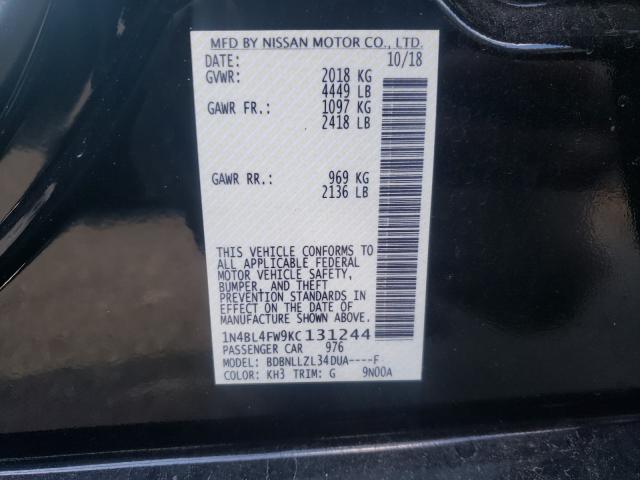 MFD BY NISSAN MOTOR CO., LTD.
DATE: 10/18
GVWR: 2018 KG
4449 LB
GAWR FR.: 1097 KG
2418 LB
GAWR RR.: 969 KG
2136 LB
THIS VEHICLE CONFORMS TO
ALL APPLICABLE FEDERAL
MOTOR VEHICLE SAFETY,
BUMPER, AND THEFT
PREVENTION STANDARDS IN
EFFECT ON THE DATE OF
MANUFACTURE SHOWN ABOVE.
1N4BL4FW9KC131244
PASSENGER CAR 976
MODEL: BDBNLLZL34DUA----F
COLOR: KH3 TRIM: G 9N00A